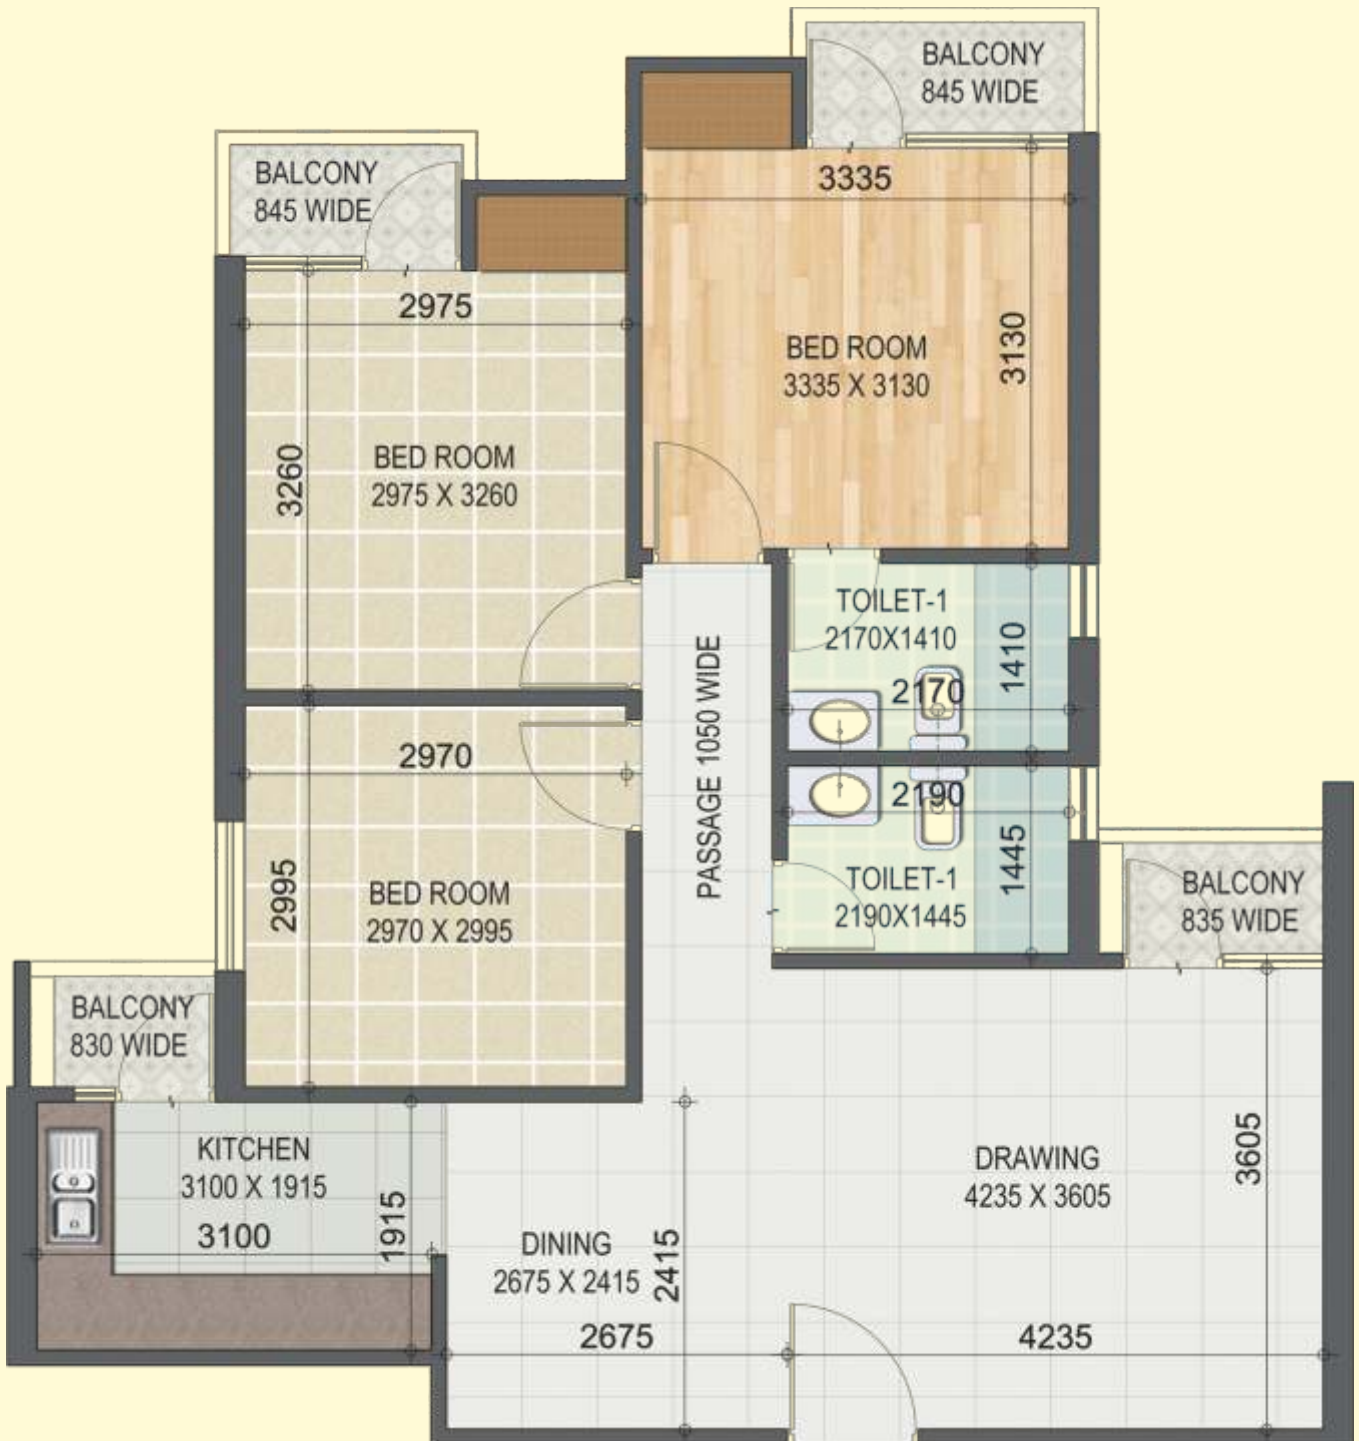 BALCONY
845 WIDE
BALCONY
845 WIDE
3335
2975
BED ROOM
3335 X 3130
3130
BED ROOM
2975 X 3260
3260
TOILET-1
2170X1410
1410
2170
PASSAGE 1050 WIDE
2970
2190
TOILET-1
2190X1445
1445
BED ROOM
2970 X 2995
2995
BALCONY
835 WIDE
BALCONY
830 WIDE
KITCHEN
3100 X 1915
3100
1915
DINING
2675 X 2415
2415
2675
DRAWING
4235 X 3605
3605
4235